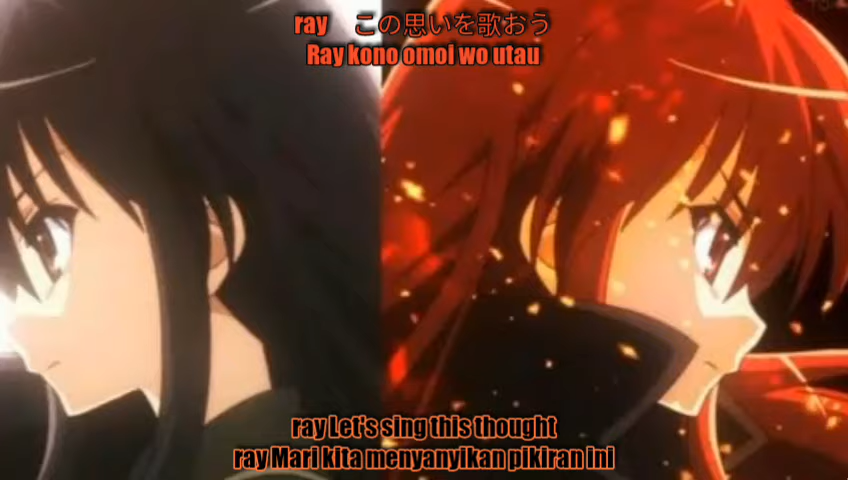 ray この思いを歌おう
Ray kono omoi wo utau
ray Let's sing this thought
ray Mari kita menyanyikan pikiran ini